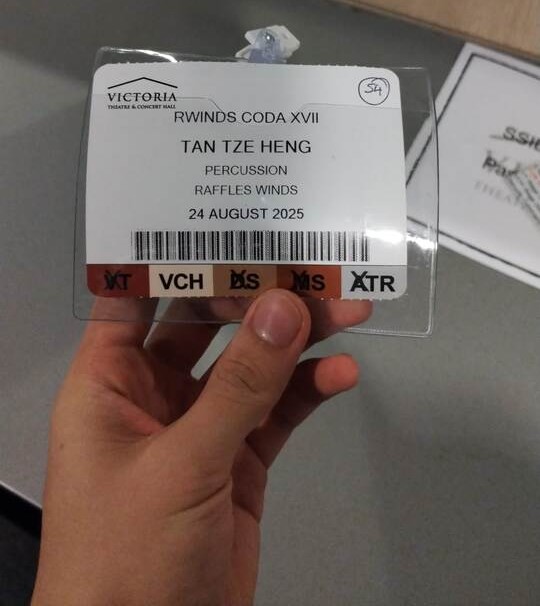 VICTORIA
THEATRE & CONCERT HALL
54
RWINDS CODA XVII
TAN TZE HENG
PERCUSSION
RAFFLES WINDS
24 AUGUST 2025
VT VCH DS MS ATR